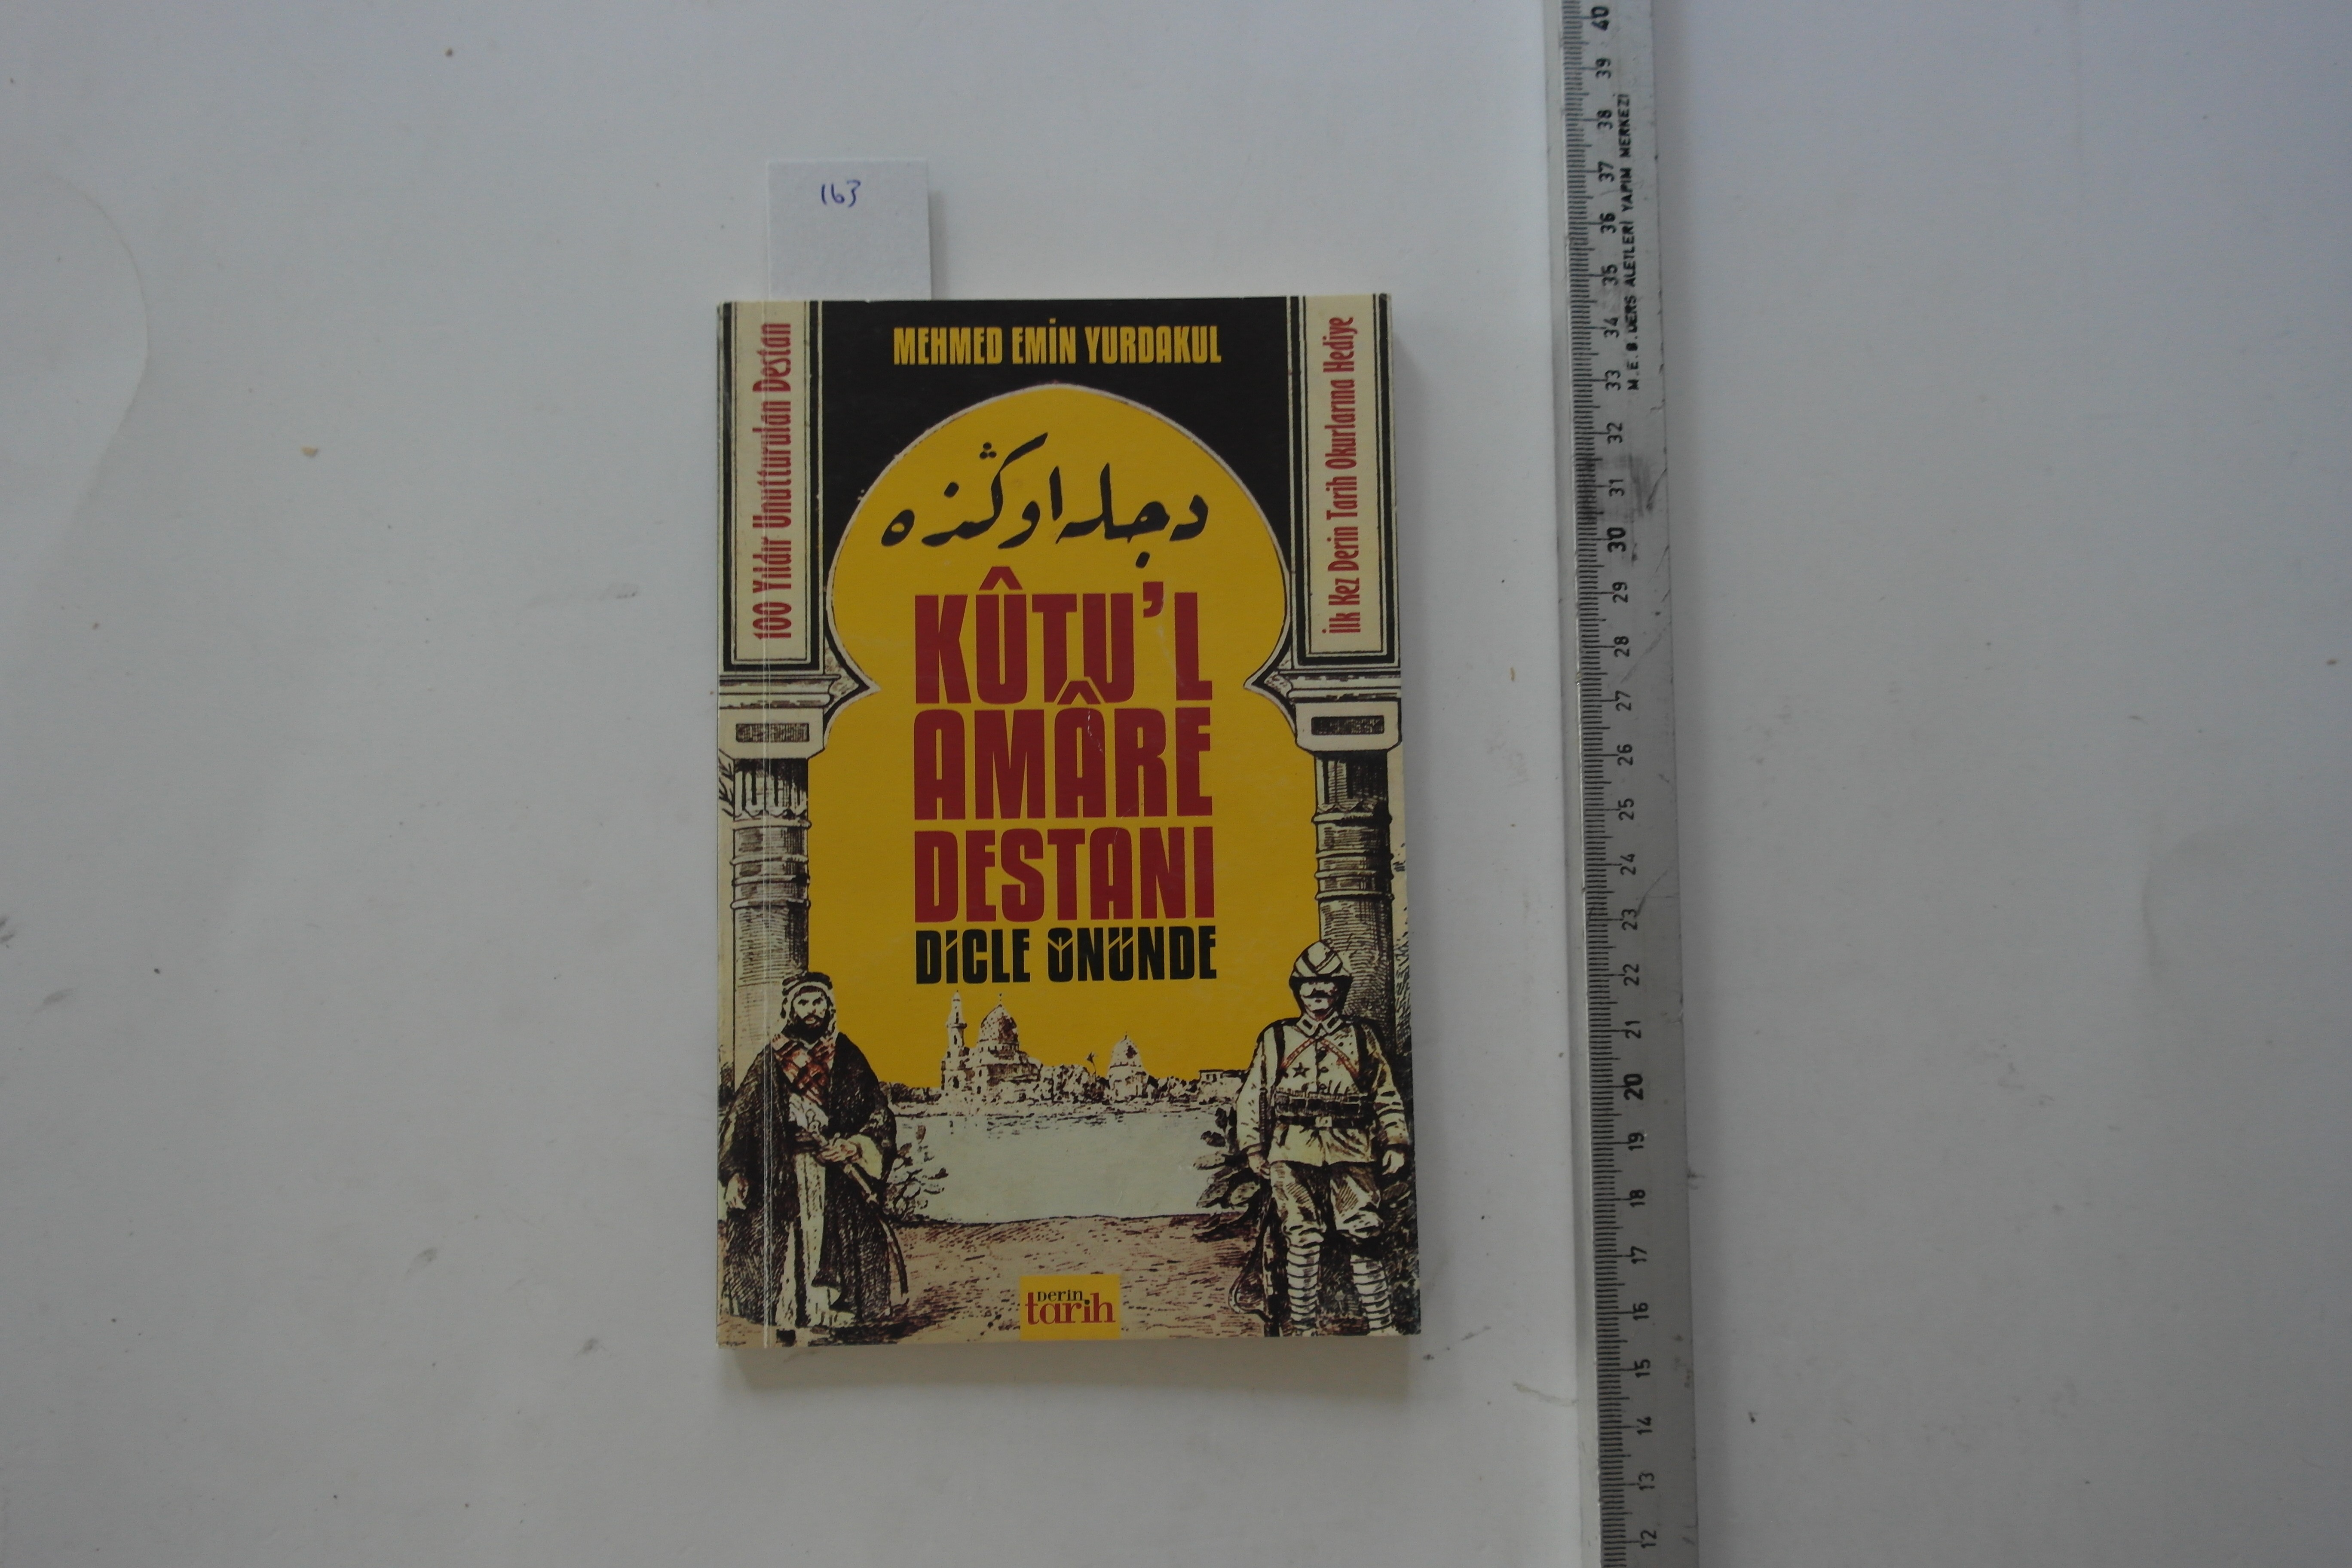 163
MEHMED EMİN YURDAKUL
100 Yıldır Unutturulan Destan
İlk Kez Derin Tarih Okurlarına Hediye
دجله اوڭنده
KÛTU'L
AMÂRE
DESTANI
DİCLE ÖNÜNDE
Derin
tarih
M.E.B. DERS ALETLERİ YAPIM MERKEZİ
40
39
38
37
36
35
34
33
32
31
30
29
28
27
26
25
24
23
22
21
20
19
18
17
16
15
14
13
12